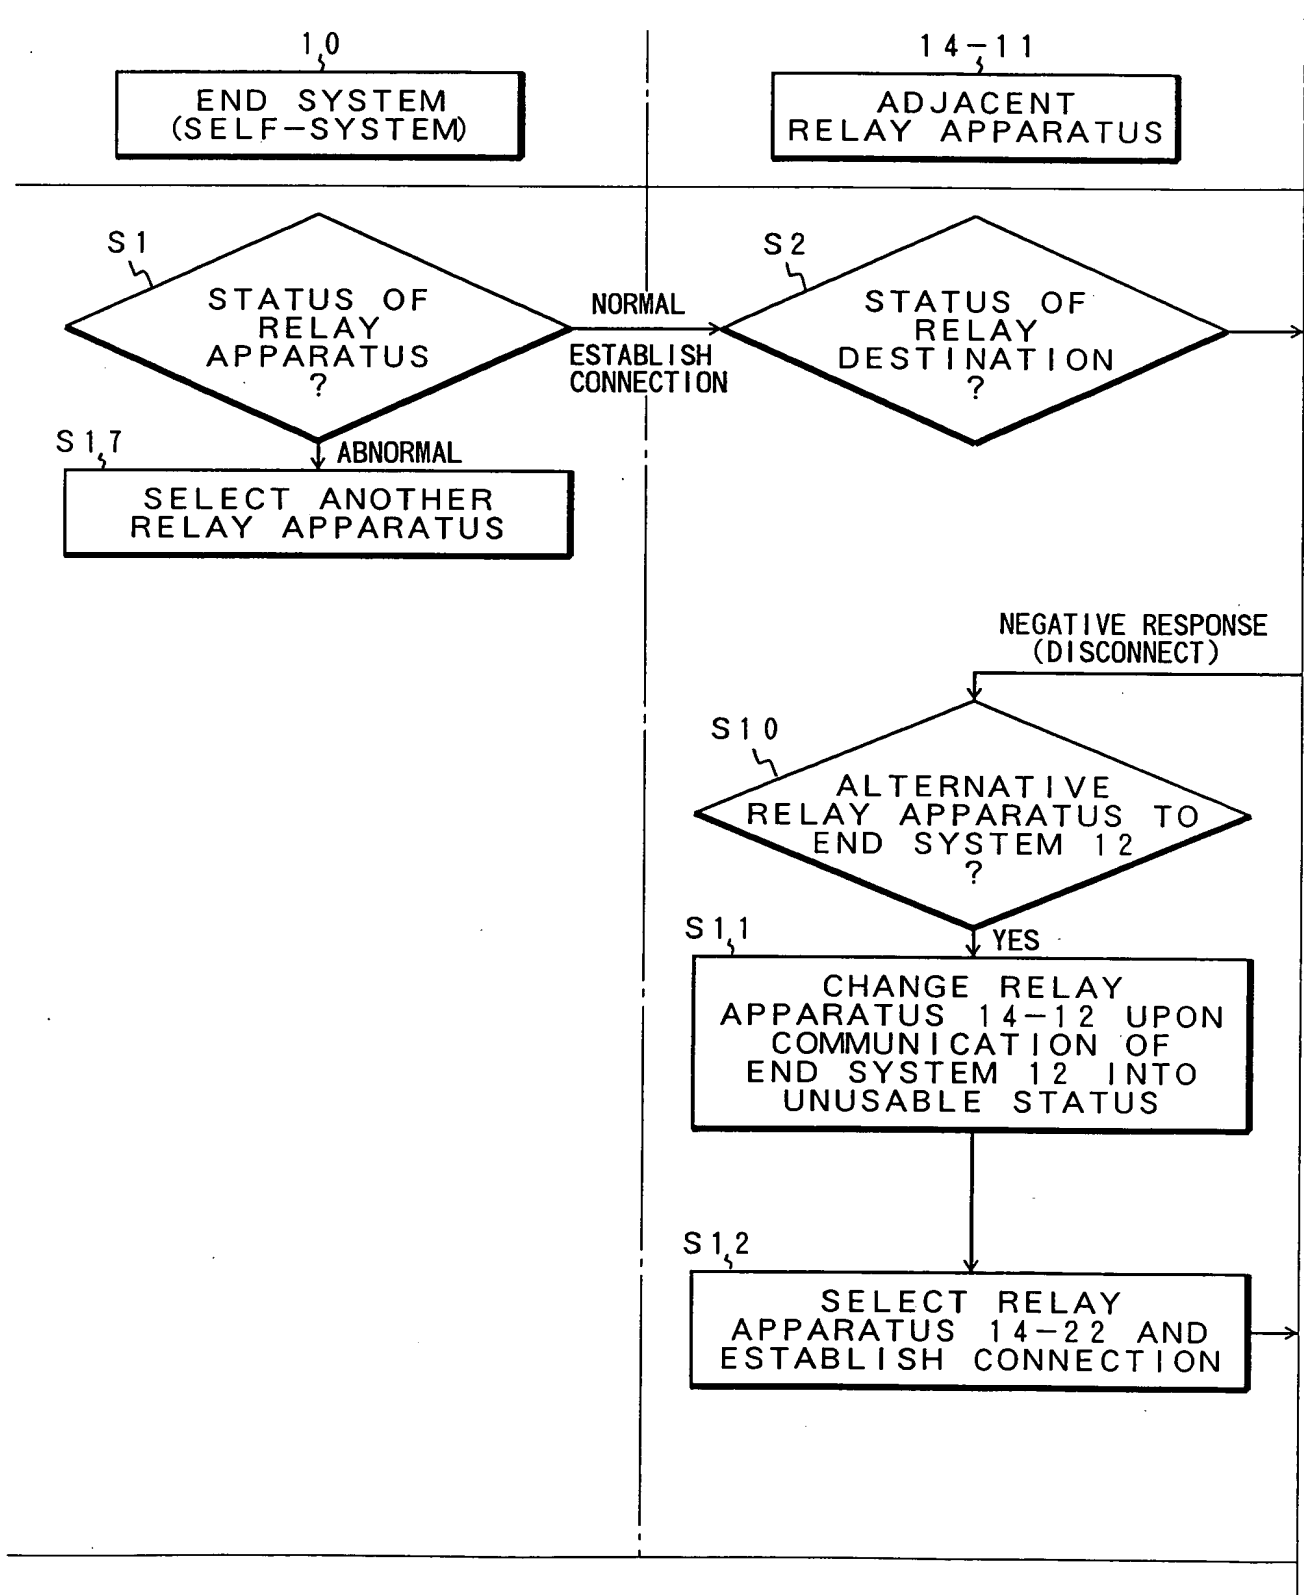 10
END SYSTEM
(SELF-SYSTEM)
14-11
ADJACENT
RELAY APPARATUS
S1
STATUS OF
RELAY
APPARATUS
?
NORMAL
ESTABLISH
CONNECTION
S2
STATUS OF
RELAY
DESTINATION
?
ABNORMAL
S17
SELECT ANOTHER
RELAY APPARATUS
NEGATIVE RESPONSE
(DISCONNECT)
S10
ALTERNATIVE
RELAY APPARATUS TO
END SYSTEM 12
?
YES
S11
CHANGE RELAY
APPARATUS 14-12 UPON
COMMUNICATION OF
END SYSTEM 12 INTO
UNUSABLE STATUS
S12
SELECT RELAY
APPARATUS 14-22 AND
ESTABLISH CONNECTION